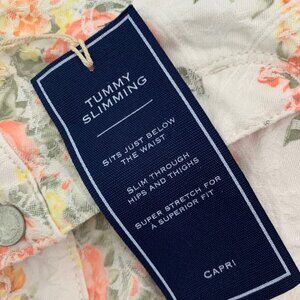 TUMMY
SLIMMING
SITS JUST BELOW
THE WAIST
SLIM THROUGH
HIPS AND THIGHS
SUPER STRETCH FOR
A SUPERIOR FIT
CAPRI